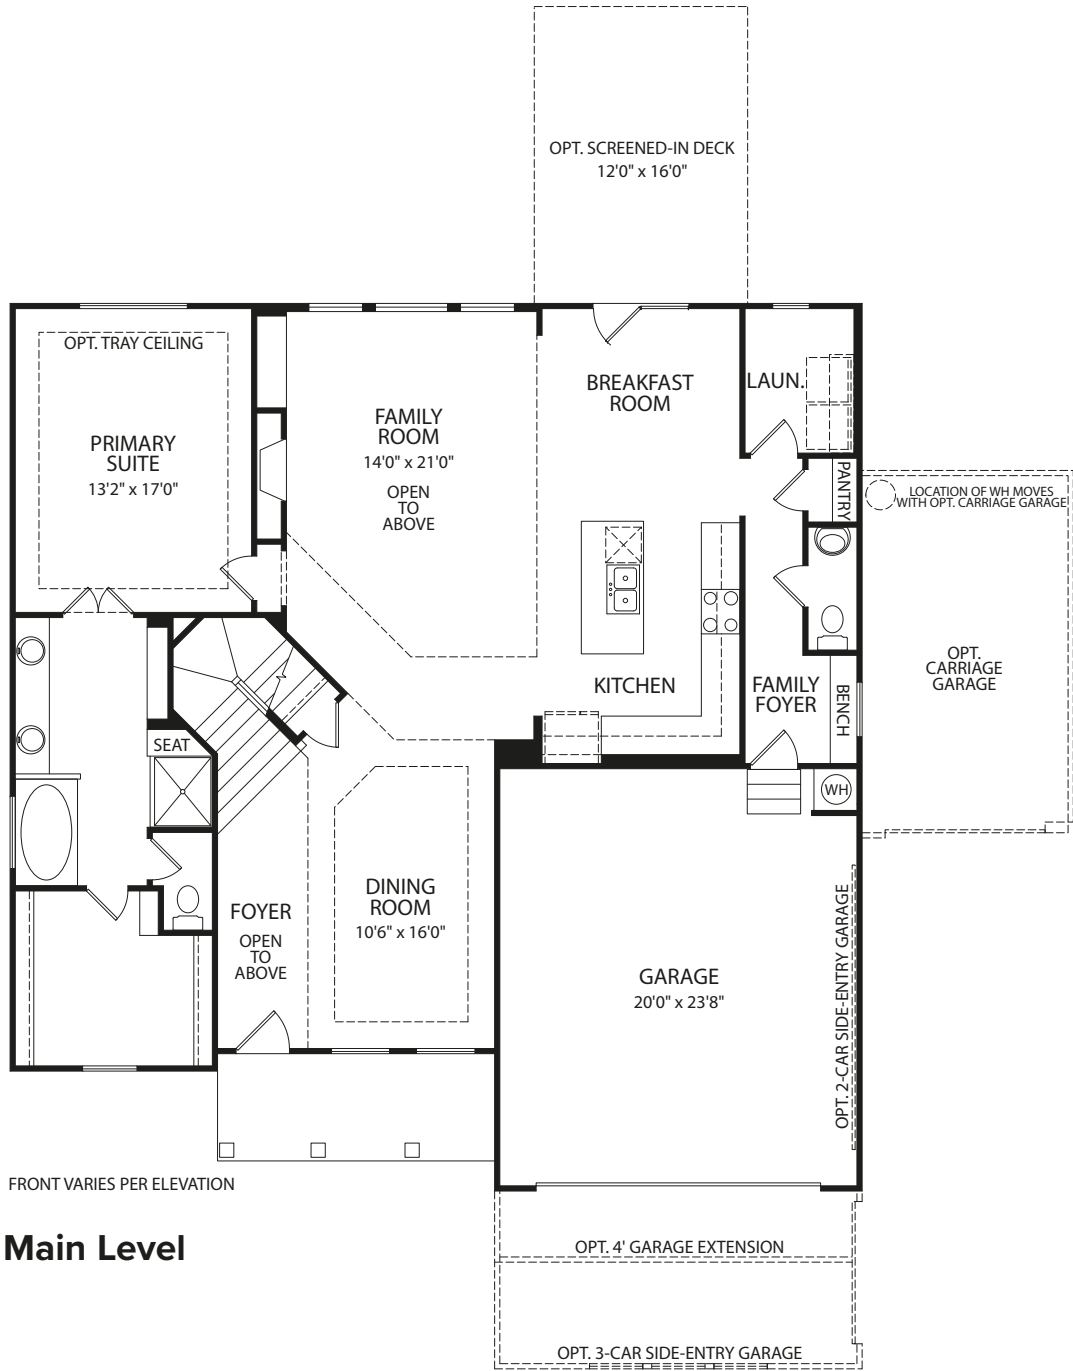 OPT. SCREENED-IN DECK
12'0" x 16'0"
OPT. TRAY CEILING
PRIMARY
SUITE
13'2" x 17'0"
FAMILY
ROOM
14'0" x 21'0"
OPEN
TO
ABOVE
BREAKFAST
ROOM
LAUN.
PANTRY
LOCATION OF WH MOVES
WITH OPT. CARRIAGE GARAGE
OPT.
CARRIAGE
GARAGE
KITCHEN
FAMILY
FOYER
BENCH
SEAT
WH
DINING
ROOM
10'6" x 16'0"
FOYER
OPEN
TO
ABOVE
GARAGE
20'0" x 23'8"
OPT. 2-CAR SIDE-ENTRY GARAGE
FRONT VARIES PER ELEVATION
Main Level
OPT. 4' GARAGE EXTENSION
OPT. 3-CAR SIDE-ENTRY GARAGE